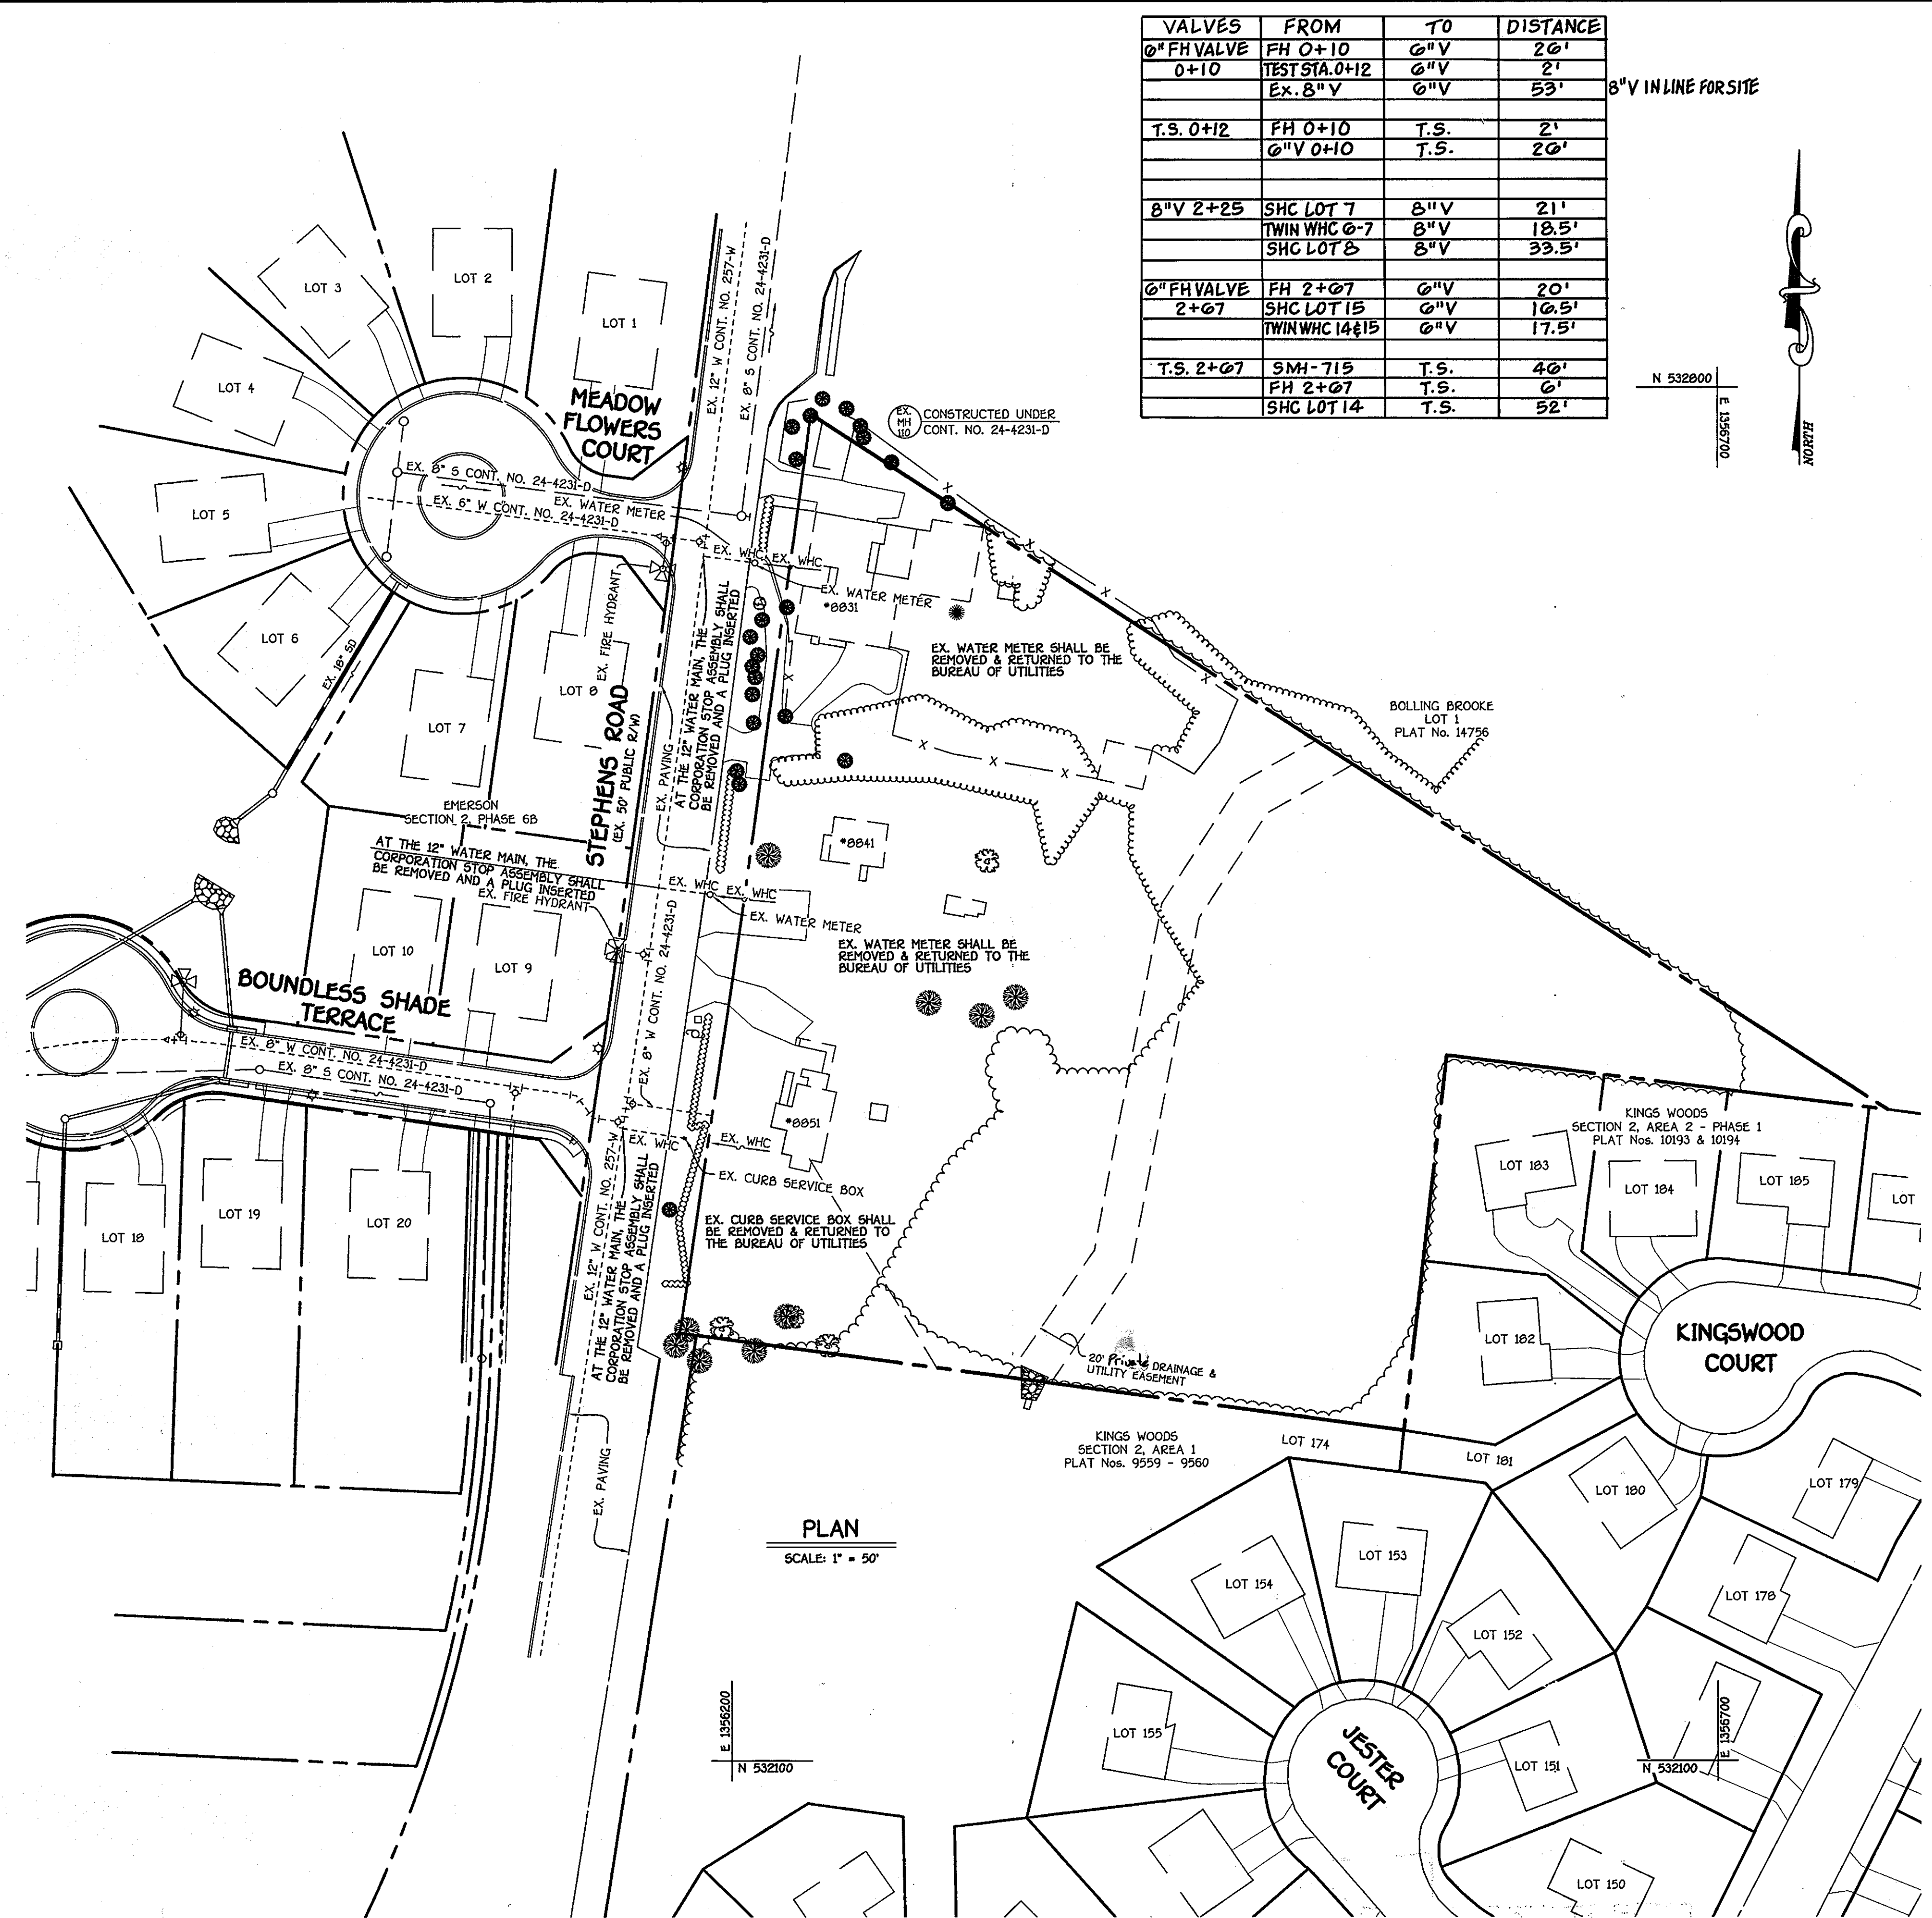 VALVES FROM TO DISTANCE
6" FH VALVE FH 0+10 6"V 26'
0+10 TEST STA. 0+12 6"V 2'
Ex. 8" V 6"V 53' 8"V IN LINE FOR SITE
T.S. 0+12 FH 0+10 T.S. 2'
6"V 0+10 T.S. 26'
8"V 2+25 SHC LOT 7 8"V 21'
TWIN WHC 6-7 8"V 18.5'
SHC LOT 8 8"V 33.5'
6" FH VALVE FH 2+67 6"V 20'
2+67 SHC LOT 15 6"V 16.5'
TWIN WHC 14 & 15 6"V 17.5'
T.S. 2+67 SMH-715 T.S. 46'
FH 2+67 T.S. 6'
SHC LOT 14 T.S. 52'
N 532800
E 1356700
NORTH
LOT 3
LOT 2
LOT 1
LOT 4
LOT 5
LOT 6
LOT 7
LOT 8
MEADOW
FLOWERS
COURT
EX. 12" W CONT. NO. 257-W
EX. 8" S CONT. NO. 24-4231-D
EX.
MH
110
CONSTRUCTED UNDER
CONT. NO. 24-4231-D
EX. 8" S CONT. NO. 24-4231-D
EX. WATER METER
EX. 6" W CONT. NO. 24-4231-D
EX. WHC
EX. WHC
EX. WATER METER
*8831
EX. FIRE HYDRANT
EX. 18" SD
EX. WATER METER SHALL BE
REMOVED & RETURNED TO THE
BUREAU OF UTILITIES
AT THE 12" WATER MAIN, THE
CORPORATION STOP ASSEMBLY SHALL
BE REMOVED AND A PLUG INSERTED
STEPHENS ROAD
(EX. 50' PUBLIC R/W)
EX. PAVING
BOLLING BROOKE
LOT 1
PLAT No. 14756
EMERSON
SECTION 2, PHASE 6B
AT THE 12" WATER MAIN, THE
CORPORATION STOP ASSEMBLY SHALL
BE REMOVED AND A PLUG INSERTED
EX. FIRE HYDRANT
*8841
EX. WHC
EX. WHC
EX. WATER METER
EX. WATER METER SHALL BE
REMOVED & RETURNED TO THE
BUREAU OF UTILITIES
LOT 10
LOT 9
BOUNDLESS SHADE
TERRACE
EX. 8" W CONT. NO. 24-4231-D
EX. 8" W CONT. NO. 24-4231-D
EX. 8" S CONT. NO. 24-4231-D
*8851
EX. WHC
EX. WHC
EX. CURB SERVICE BOX
EX. CURB SERVICE BOX SHALL
BE REMOVED & RETURNED TO
THE BUREAU OF UTILITIES
EX. 12" W CONT. NO. 257-W
AT THE 12" WATER MAIN, THE
CORPORATION STOP ASSEMBLY SHALL
BE REMOVED AND A PLUG INSERTED
LOT 18
LOT 19
LOT 20
KINGS WOODS
SECTION 2, AREA 2 - PHASE 1
PLAT Nos. 10193 & 10194
LOT 183
LOT 184
LOT 185
LOT
LOT 182
KINGSWOOD
COURT
20' Private DRAINAGE &
UTILITY EASEMENT
KINGS WOODS
SECTION 2, AREA 1
PLAT Nos. 9559 - 9560
LOT 174
LOT 181
LOT 180
LOT 179
LOT 178
EX. PAVING
PLAN
SCALE: 1" = 50'
LOT 154
LOT 153
LOT 152
LOT 155
LOT 151
LOT 150
JESTER
COURT
E 1356200
N 532100
E 1356700
N 532100